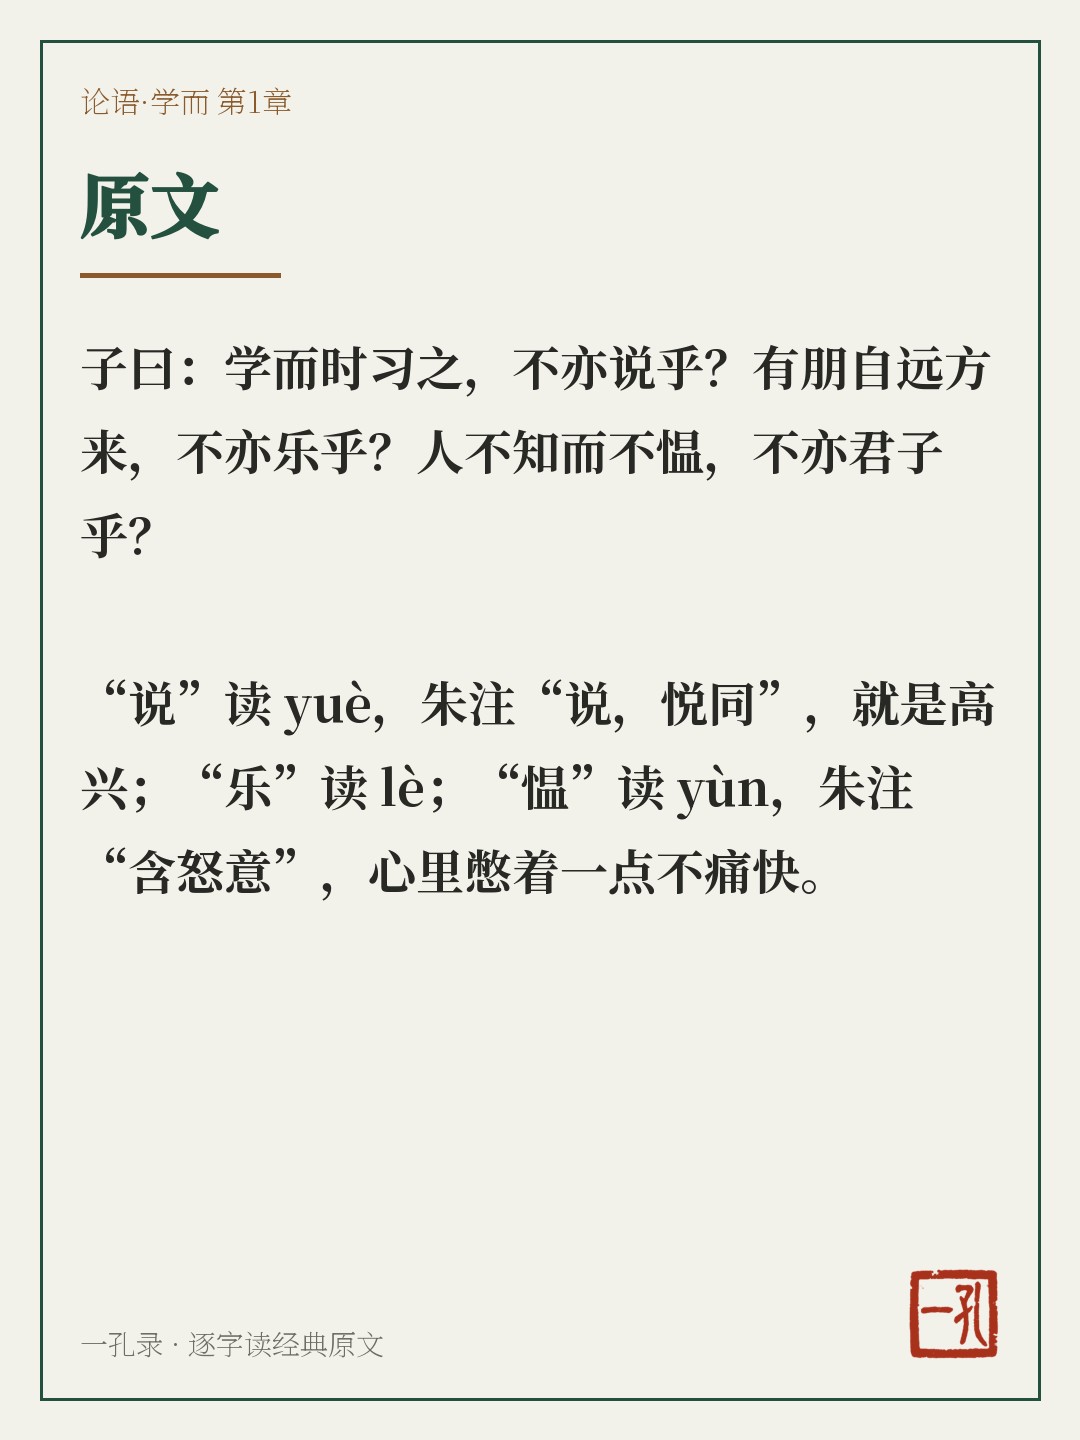 论语·学而 第1章
原文
子曰：学而时习之，不亦说乎？有朋自远方
来，不亦乐乎？人不知而不愠，不亦君子
乎？
“说”读 yuè，朱注“说，悦同”，就是高
兴；“乐”读 lè；“愠”读 yùn，朱注
“含怒意”，心里憋着一点不痛快。
一孔
一孔录 · 逐字读经典原文